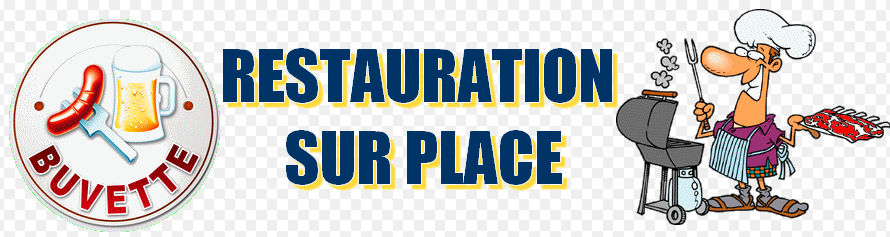 BUVETTE
RESTAURATION
SUR PLACE